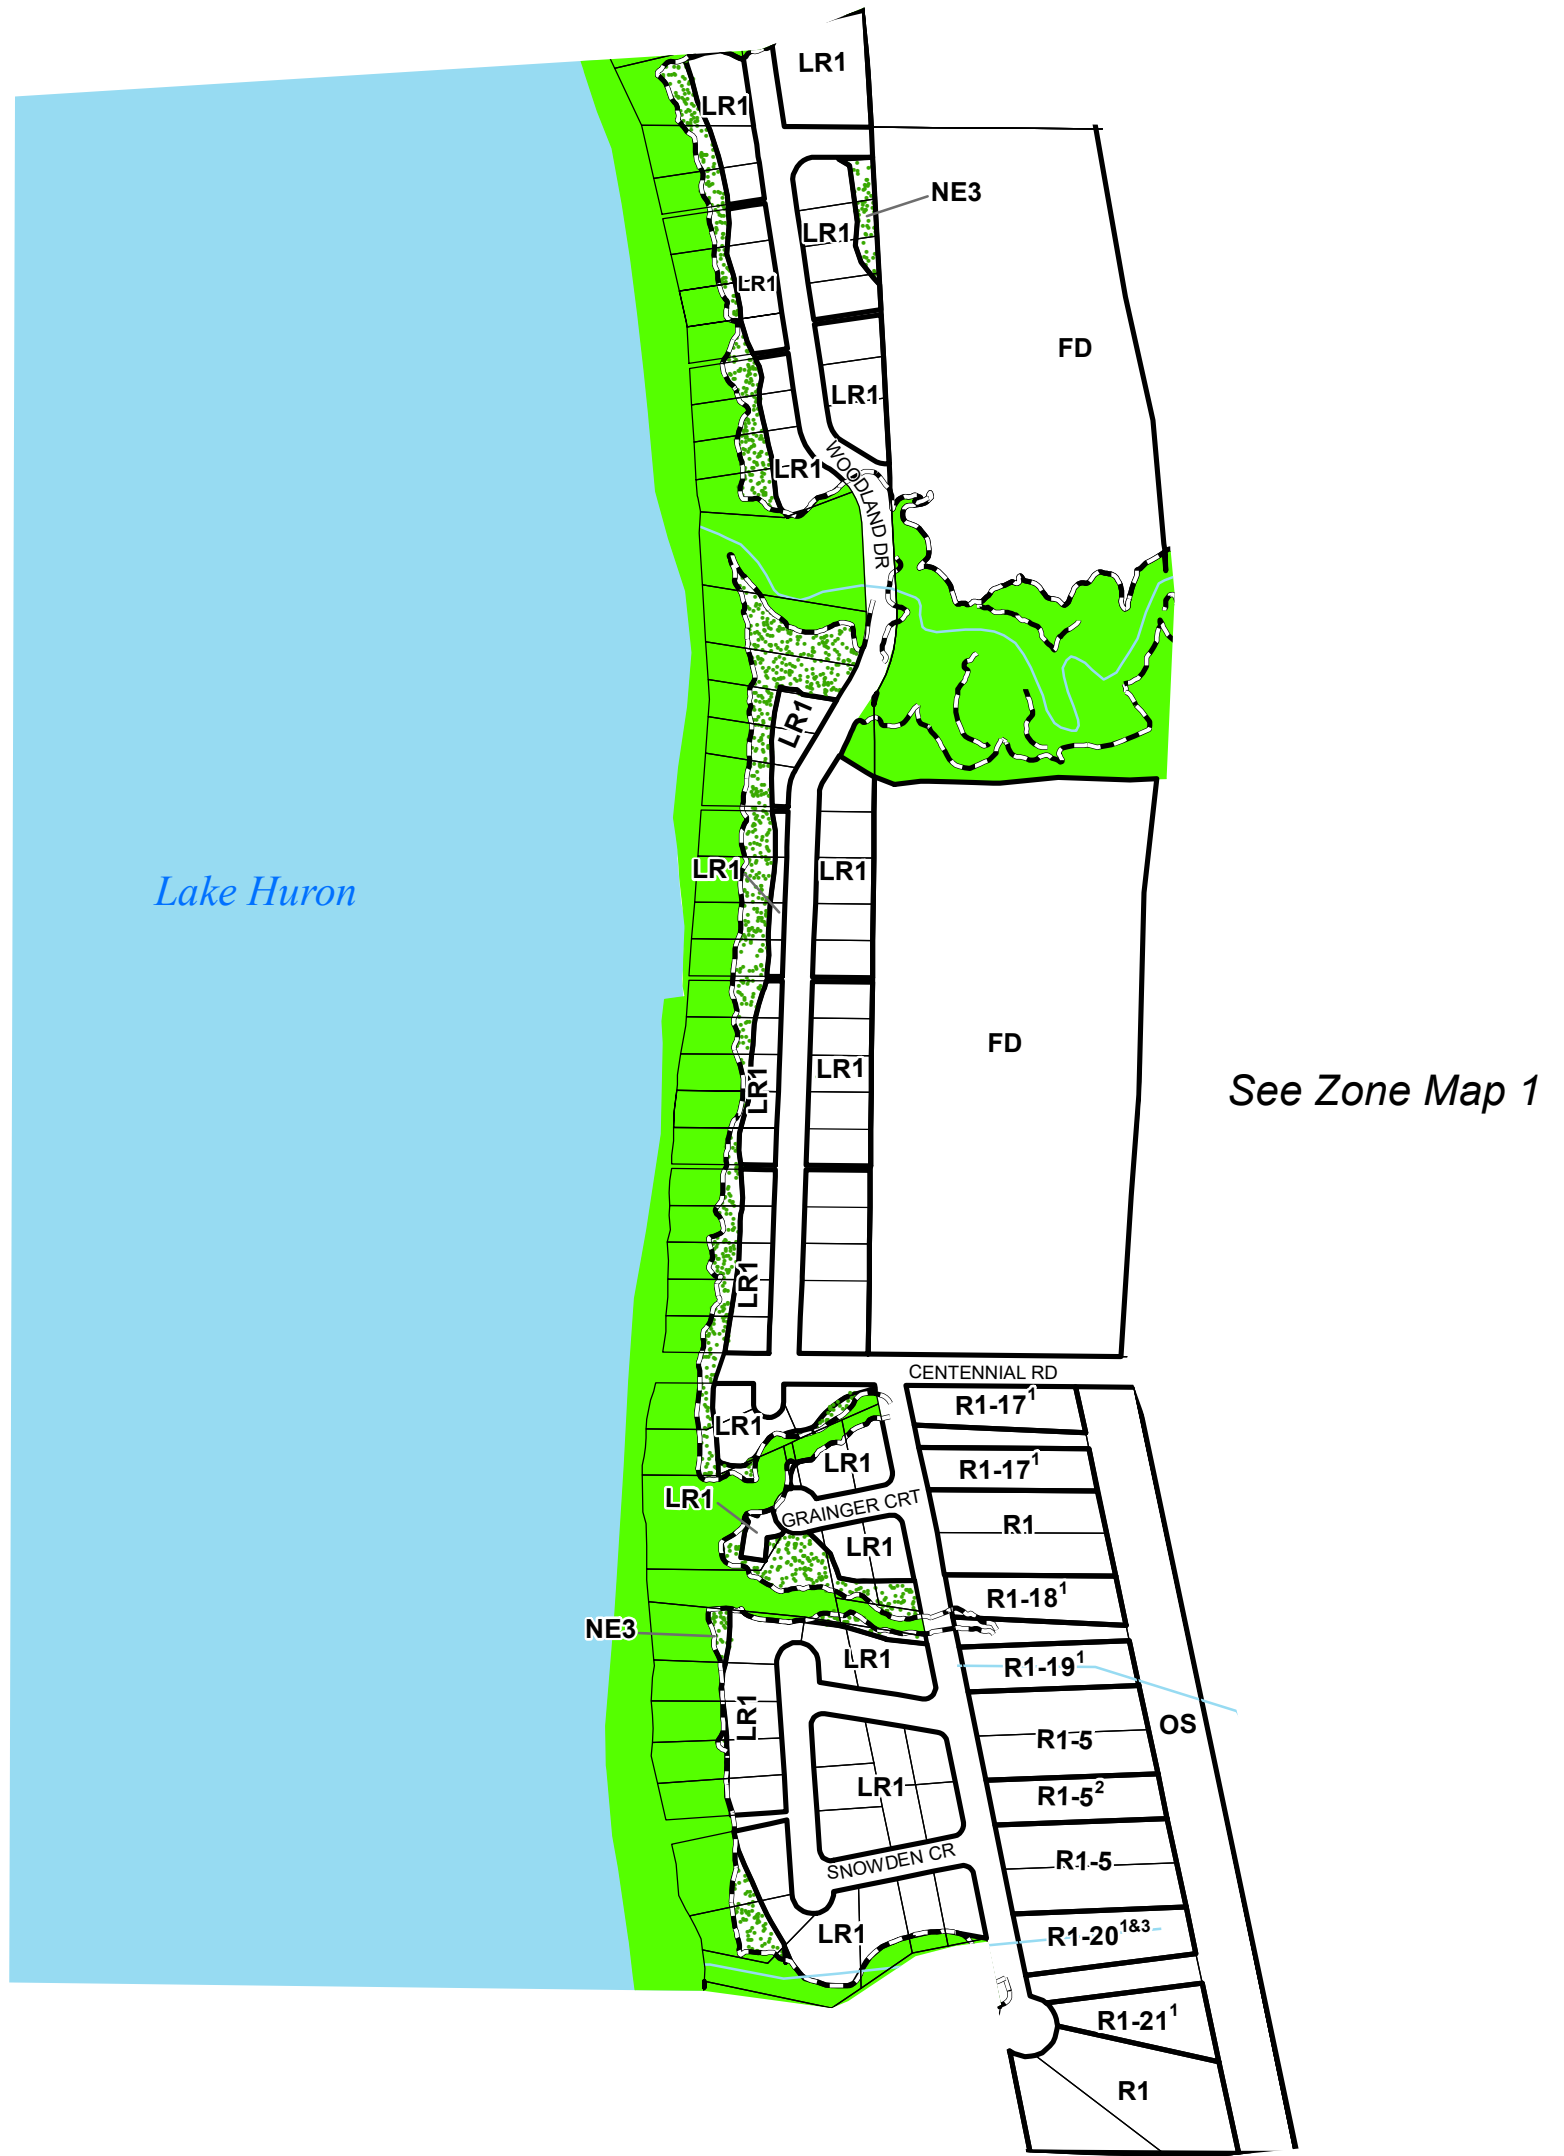 LR1
LR1
NE3
LR1
LR1
FD
LR1
LR1
WOODLAND DR
LR1
LR1
LR1
Lake Huron
FD
LR1
LR1
See Zone Map 1
LR1
CENTENNIAL RD
R1-17¹
LR1
LR1
R1-17¹
LR1
GRAINGER CRT
R1
LR1
R1-18¹
NE3
LR1
R1-19¹
LR1
OS
R1-5
LR1
R1-5²
SNOWDEN CR
R1-5
LR1
R1-20¹&³
R1-21¹
R1